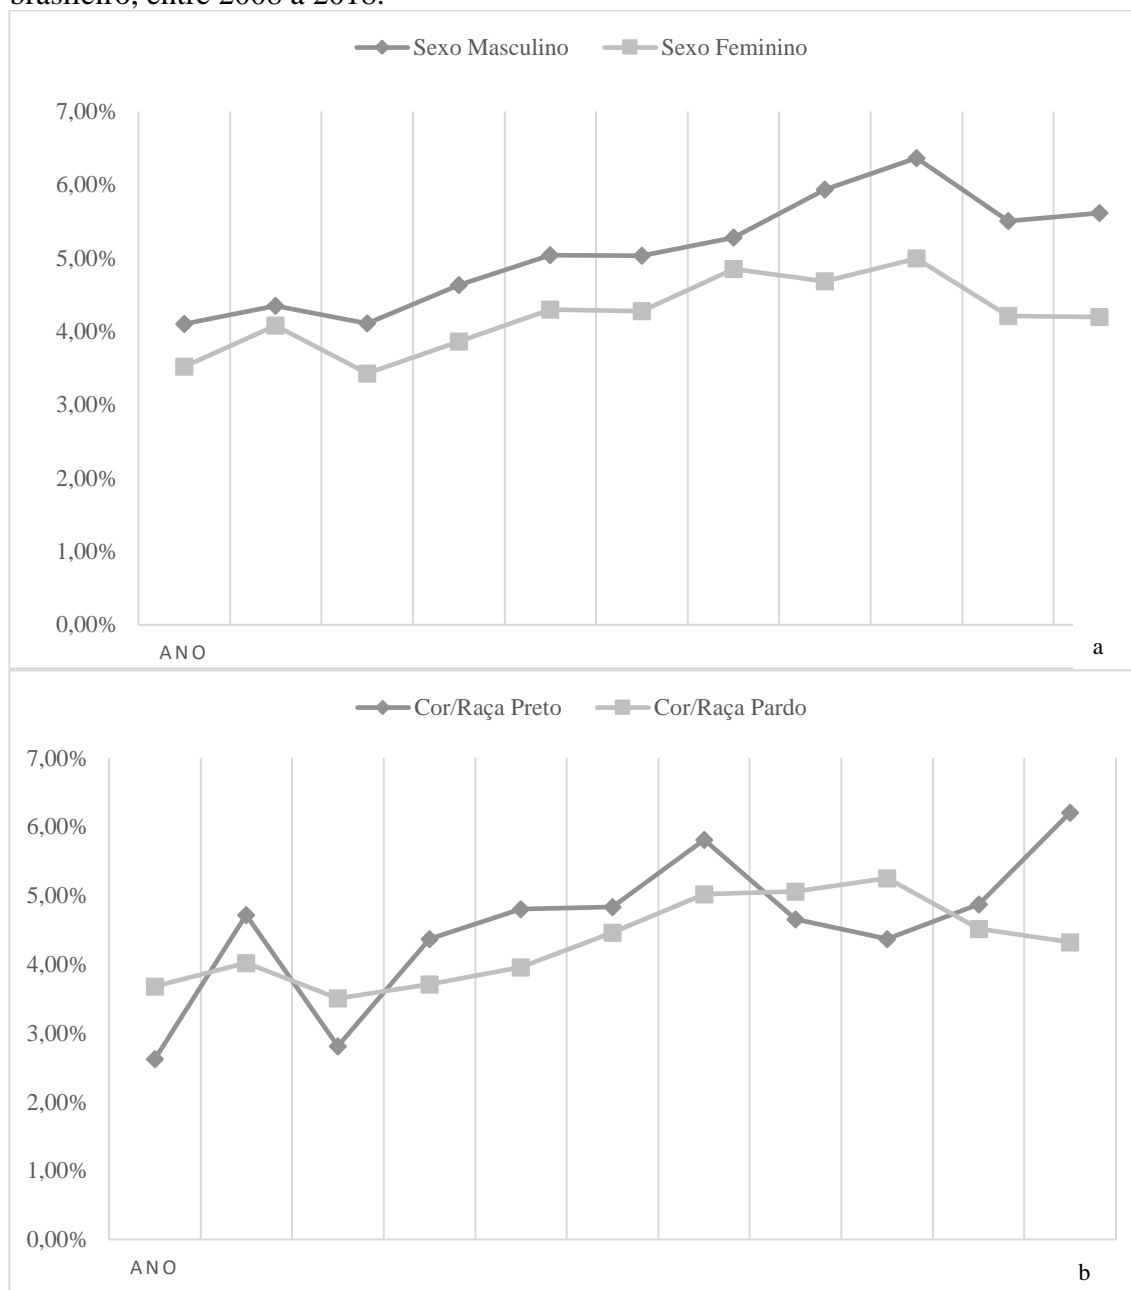 brasileiro, entre 2008 a 2018.
Sexo Masculino Sexo Feminino
7,00%
6,00%
5,00%
4,00%
3,00%
2,00%
1,00%
0,00%
ANO
a
Cor/Raça Preto Cor/Raça Pardo
7,00%
6,00%
5,00%
4,00%
3,00%
2,00%
1,00%
0,00%
ANO
b